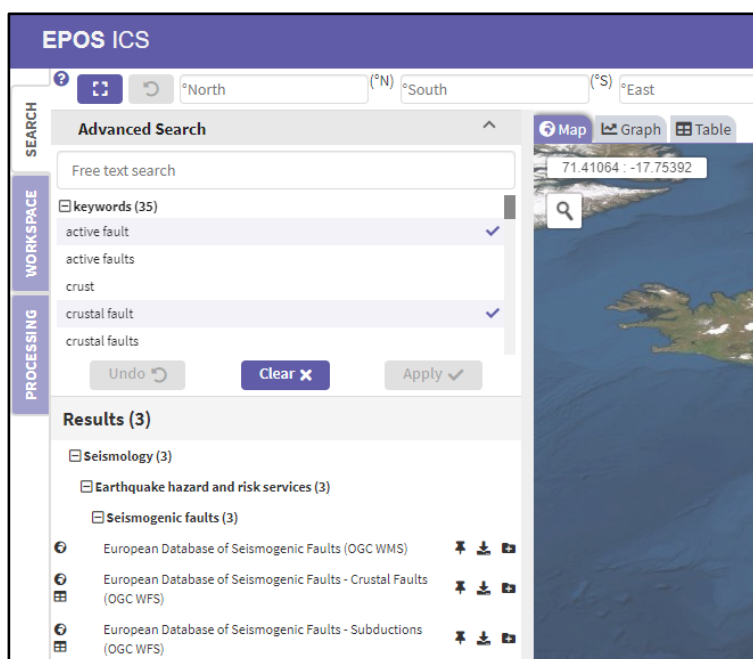 EPOS ICS
°North
(°N)
°South
(°S)
°East
SEARCH
WORKSPACE
PROCESSING
Advanced Search
Free text search
keywords (35)
active fault
active faults
crust
crustal fault
crustal faults
Undo
Clear
Apply
Results (3)
Seismology (3)
Earthquake hazard and risk services (3)
Seismogenic faults (3)
European Database of Seismogenic Faults (OGC WMS)
European Database of Seismogenic Faults - Crustal Faults
(OGC WFS)
European Database of Seismogenic Faults - Subductions
(OGC WFS)
Map
Graph
Table
71.41064 : -17.75392